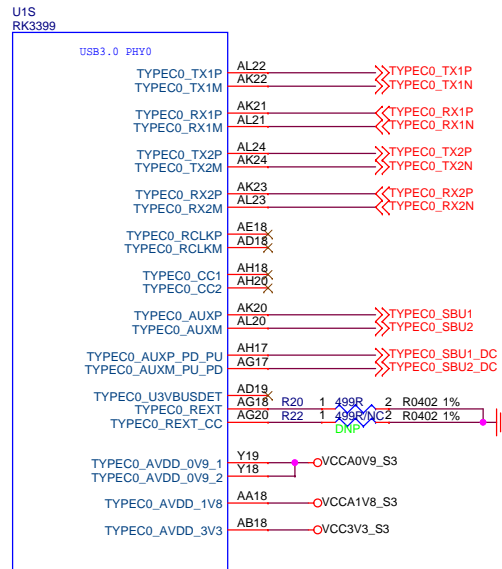 U1S
RK3399
USB3.0 PHY0
TYPEC0_TX1P AL22 TYPEC0_TX1P
TYPEC0_TX1M AK22 TYPEC0_TX1N
TYPEC0_RX1P AK21 TYPEC0_RX1P
TYPEC0_RX1M AL21 TYPEC0_RX1N
TYPEC0_TX2P AL24 TYPEC0_TX2P
TYPEC0_TX2M AK24 TYPEC0_TX2N
TYPEC0_RX2P AK23 TYPEC0_RX2P
TYPEC0_RX2M AL23 TYPEC0_RX2N
TYPEC0_RCLKP AE18
TYPEC0_RCLKM AD18
TYPEC0_CC1 AH18
TYPEC0_CC2 AH20
TYPEC0_AUXP AK20 TYPEC0_SBU1
TYPEC0_AUXM AL20 TYPEC0_SBU2
TYPEC0_AUXP_PD_PU AH17 TYPEC0_SBU1_DC
TYPEC0_AUXM_PU_PD AG17 TYPEC0_SBU2_DC
TYPEC0_U3VBUSDET AD19
TYPEC0_REXT AG18 R20 1 499R 2 R0402 1%
TYPEC0_REXT_CC AG20 R22 1 499R/NC 2 R0402 1%
DNP
TYPEC0_AVDD_0V9_1 Y19 VCCA0V9_S3
TYPEC0_AVDD_0V9_2 Y18
TYPEC0_AVDD_1V8 AA18 VCCA1V8_S3
TYPEC0_AVDD_3V3 AB18 VCC3V3_S3